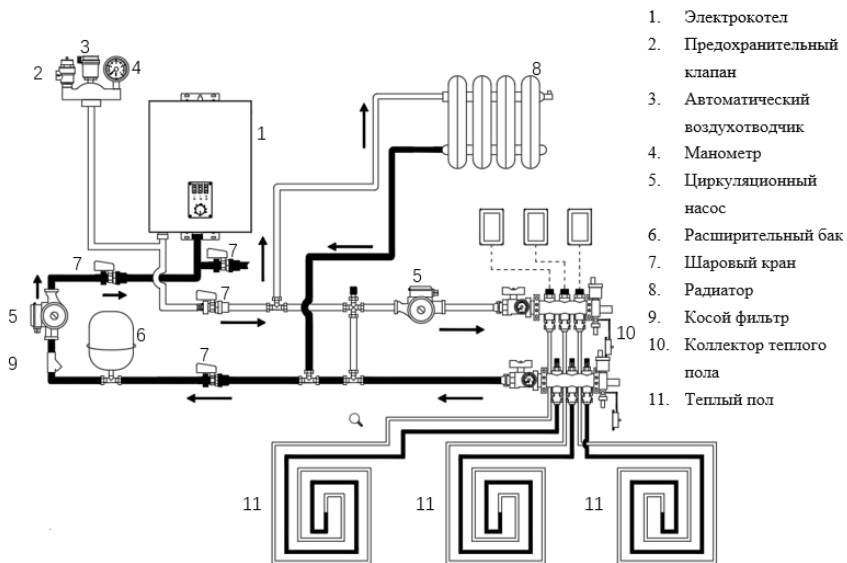 1. Электрокотел
2. Предохранительный
клапан
3. Автоматический
воздухотводчик
4. Манометр
5. Циркуляционный
насос
6. Расширительный бак
7. Шаровый кран
8. Радиатор
9. Косой фильтр
10. Коллектор теплого
пола
11. Теплый пол
3
2
4
8
1
7
7
7
5
5
6
10
9
7
11
11
11